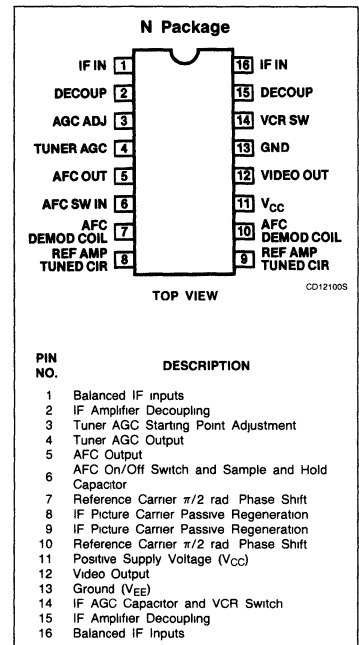 N Package
IF IN 1
16 IF IN
DECOUP 2
15 DECOUP
AGC ADJ 3
14 VCR SW
TUNER AGC 4
13 GND
AFC OUT 5
12 VIDEO OUT
AFC SW IN 6
11 VCC
AFC
DEMOD COIL 7
10 AFC
DEMOD COIL
REF AMP
TUNED CIR 8
9 REF AMP
TUNED CIR
TOP VIEW
CD12100S
PIN
NO.
DESCRIPTION
1 Balanced IF inputs
2 IF Amplifier Decoupling
3 Tuner AGC Starting Point Adjustment
4 Tuner AGC Output
5 AFC Output
6 AFC On/Off Switch and Sample and Hold
Capacitor
7 Reference Carrier π/2 rad Phase Shift
8 IF Picture Carrier Passive Regeneration
9 IF Picture Carrier Passive Regeneration
10 Reference Carrier π/2 rad Phase Shift
11 Positive Supply Voltage (VCC)
12 Video Output
13 Ground (VEE)
14 IF AGC Capacitor and VCR Switch
15 IF Amplifier Decoupling
16 Balanced IF Inputs